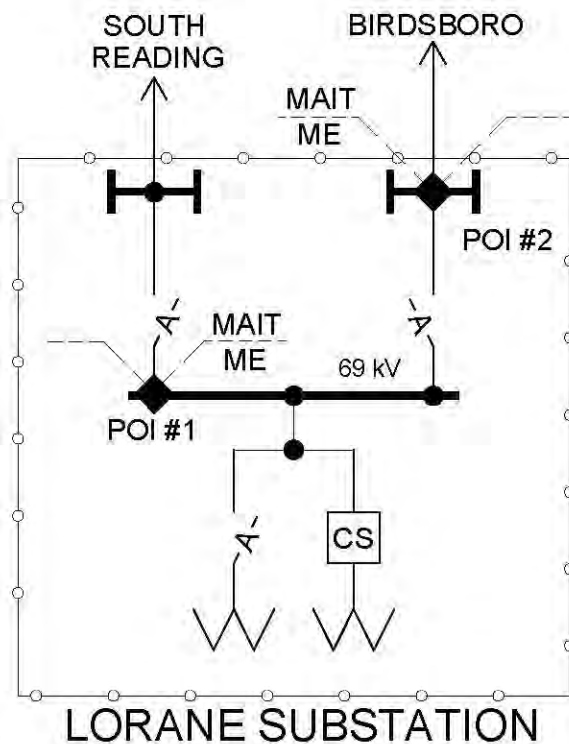 SOUTH
READING
BIRDSBORO
MAIT
ME
POI #2
A
A
MAIT
ME
69 kV
POI #1
A
CS
LORANE SUBSTATION